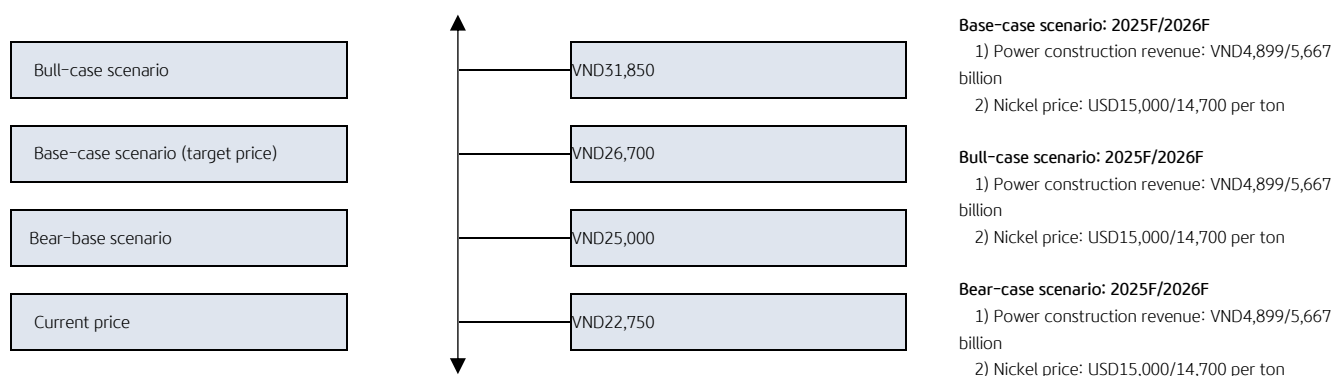 Bull-case scenario
VND31,850
Base-case scenario (target price)
VND26,700
Bear-base scenario
VND25,000
Current price
VND22,750
Base-case scenario: 2025F/2026F
1) Power construction revenue: VND4,899/5,667
billion
2) Nickel price: USD15,000/14,700 per ton
Bull-case scenario: 2025F/2026F
1) Power construction revenue: VND4,899/5,667
billion
2) Nickel price: USD15,000/14,700 per ton
Bear-case scenario: 2025F/2026F
1) Power construction revenue: VND4,899/5,667
billion
2) Nickel price: USD15,000/14,700 per ton